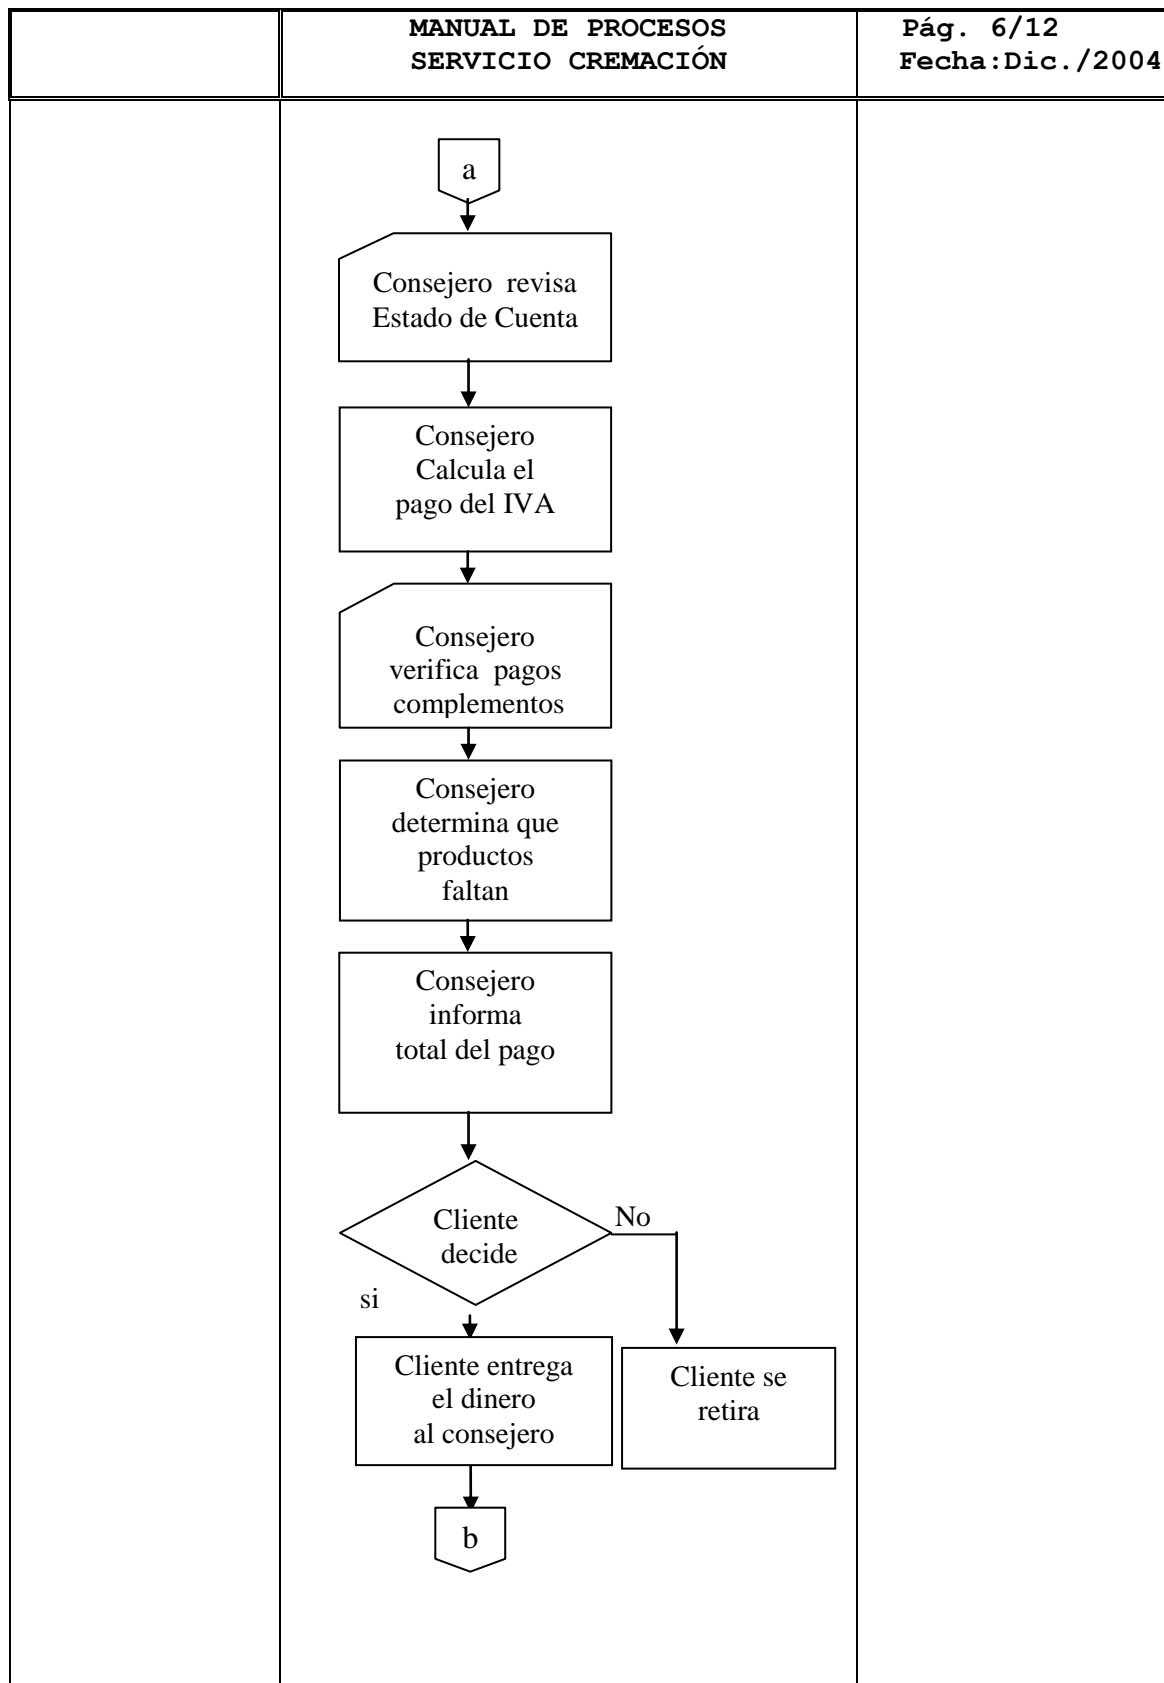 MANUAL DE PROCESOS
SERVICIO CREMACIÓN
Pág. 6/12
Fecha:Dic./2004
a
Consejero revisa
Estado de Cuenta
Consejero
Calcula el
pago del IVA
Consejero
verifica pagos
complementos
Consejero
determina que
productos
faltan
Consejero
informa
total del pago
Cliente
decide
No
si
Cliente entrega
el dinero
al consejero
Cliente se
retira
b